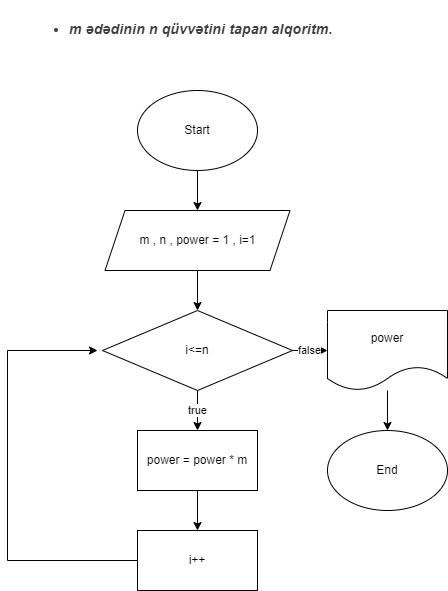 • m ədədinin n qüvvətini tapan alqoritm.
Start
m , n , power = 1 , i=1
i<=n
false
power
true
power = power * m
End
i++